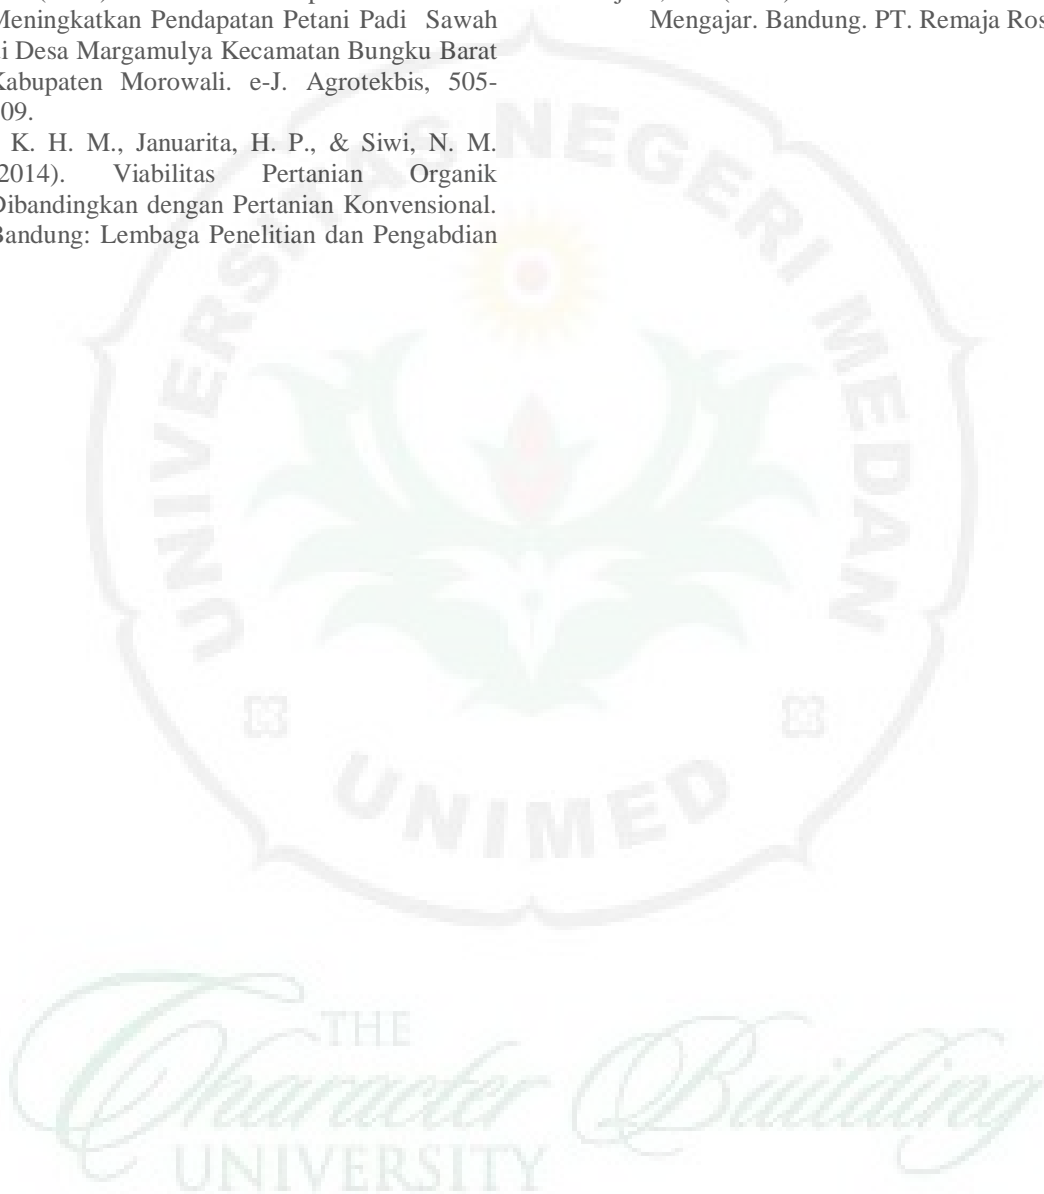 Meningkatkan Pendapatan Petani Padi Sawah
di Desa Margamulya Kecamatan Bungku Barat
Kabupaten Morowali. e-J. Agrotekbis, 505-
09.
K. H. M., Januarita, H. P., & Siwi, N. M.
2014). Viabilitas Pertanian Organik
Dibandingkan dengan Pertanian Konvensional.
Bandung: Lembaga Penelitian dan Pengabdian
Mengajar. Bandung. PT. Remaja Ros
UNIVERSITAS NEGERI MEDAN
UNIMED
THE
Character Building
UNIVERSITY